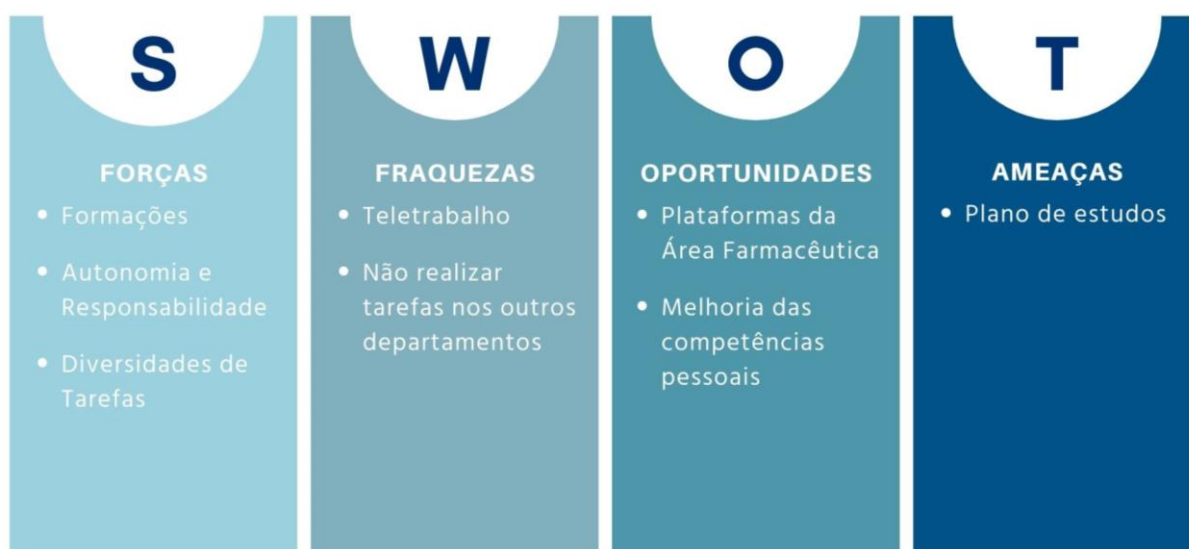 S
FORÇAS
• Formações
• Autonomia e
Responsabilidade
• Diversidades de
Tarefas
W
FRAQUEZAS
• Teletrabalho
• Não realizar
tarefas nos outros
departamentos
O
OPORTUNIDADES
• Plataformas da
Área Farmacêutica
• Melhoria das
competências
pessoais
T
AMEAÇAS
• Plano de estudos